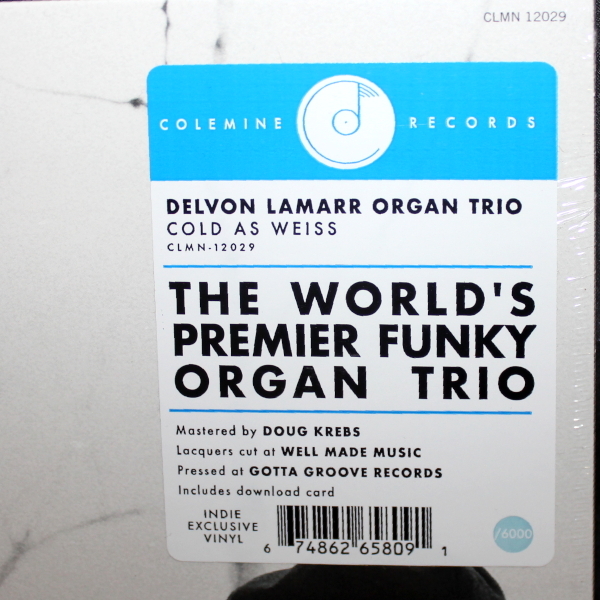 CLMN 12029
COLEMINE RECORDS
DELVON LAMARR ORGAN TRIO
COLD AS WEISS
CLMN-12029
THE WORLD'S
PREMIER FUNKY
ORGAN TRIO
Mastered by DOUG KREBS
Lacquers cut at WELL MADE MUSIC
Pressed at GOTTA GROOVE RECORDS
Includes download card
INDIE
EXCLUSIVE
VINYL
6 74862 65809 1
/6000